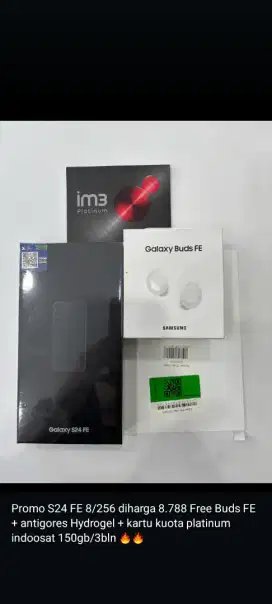 im3
Platinum
Galaxy Buds FE
SAMSUNG
Galaxy S24 FE
Promo S24 FE 8/256 diharga 8.788 Free Buds FE
+ antigores Hydrogel + kartu kuota platinum
indoosat 150gb/3bln 🔥🔥